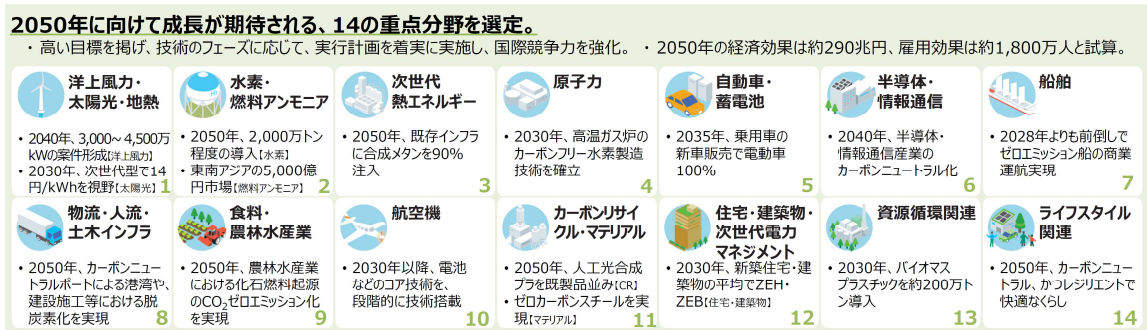 2050年に向けて成長が期待される、14の重点分野を選定。
・高い目標を掲げ、技術のフェーズに応じて、実行計画を着実に実施し、国際競争力を強化。 ・2050年の経済効果は約290兆円、雇用効果は約1,800万人と試算。
洋上風力・
太陽光・地熱
・2040年、3,000～4,500万
kWの案件形成【洋上風力】
・2030年、次世代型で14
円/kWhを視野【太陽光】
1
水素・
燃料アンモニア
・2050年、2,000万トン
程度の導入【水素】
・東南アジアの5,000億
円市場【燃料アンモニア】
2
次世代
熱エネルギー
・2050年、既存インフラ
に合成メタンを90%
注入
3
原子力
・2030年、高温ガス炉の
カーボンフリー水素製造
技術を確立
4
自動車・
蓄電池
・2035年、乗用車の
新車販売で電動車
100%
5
半導体・
情報通信
・2040年、半導体・
情報通信産業の
カーボンニュートラル化
6
船舶
・2028年よりも前倒しで
ゼロエミッション船の商業
運航実現
7
物流・人流・
土木インフラ
・2050年、カーボンニュー
トラルポートによる港湾や、
建設施工等における脱
炭素化を実現
8
食料・
農林水産業
・2050年、農林水産業
における化石燃料起源
のCO₂ゼロエミッション化
を実現
9
航空機
・2030年以降、電池
などのコア技術を、
段階的に技術搭載
10
カーボンリサイ
クル・マテリアル
・2050年、人工光合成
プラを既製品並み【CR】
・ゼロカーボンスチールを実
現【マテリアル】
11
住宅・建築物・
次世代電力
マネジメント
・2030年、新築住宅・建
築物の平均でZEH・
ZEB【住宅・建築物】
12
資源循環関連
・2030年、バイオマス
プラスチックを約200万ト
ン導入
13
ライフスタイル
関連
・2050年、カーボンニュー
トラル、かつレジリエントで
快適なくらし
14